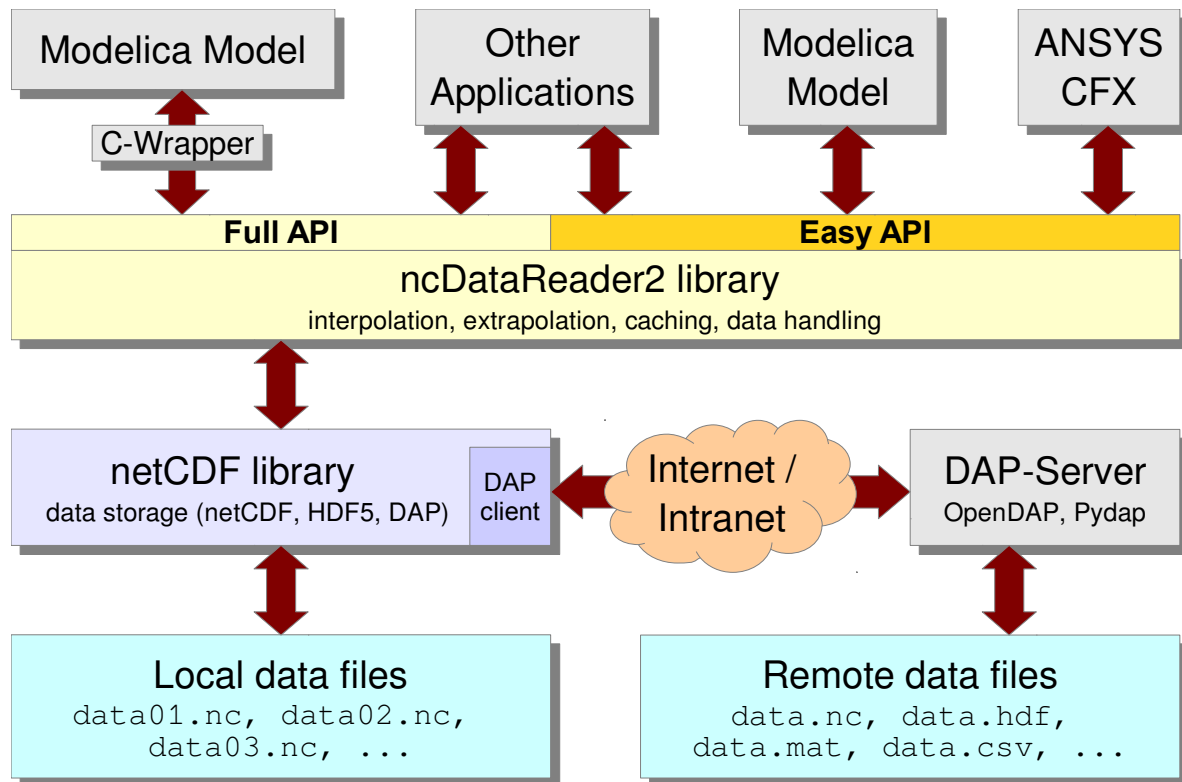 Modelica Model
Other
Applications
Modelica
Model
ANSYS
CFX
C-Wrapper
Full API
Easy API
ncDataReader2 library
interpolation, extrapolation, caching, data handling
netCDF library
data storage (netCDF, HDF5, DAP)
DAP
client
Internet /
Intranet
DAP-Server
OpenDAP, Pydap
Local data files
data01.nc, data02.nc,
data03.nc, ...
Remote data files
data.nc, data.hdf,
data.mat, data.csv, ...